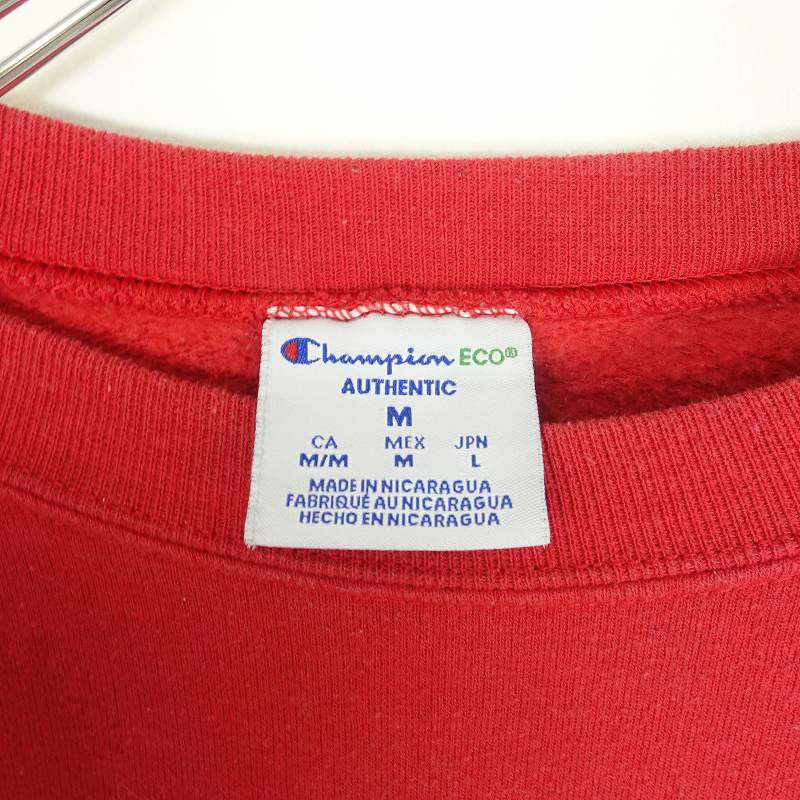 Champion ECO®
AUTHENTIC
M
CA MEX JPN
M/M M L
MADE IN NICARAGUA
FABRIQUÉ AU NICARAGUA
HECHO EN NICARAGUA